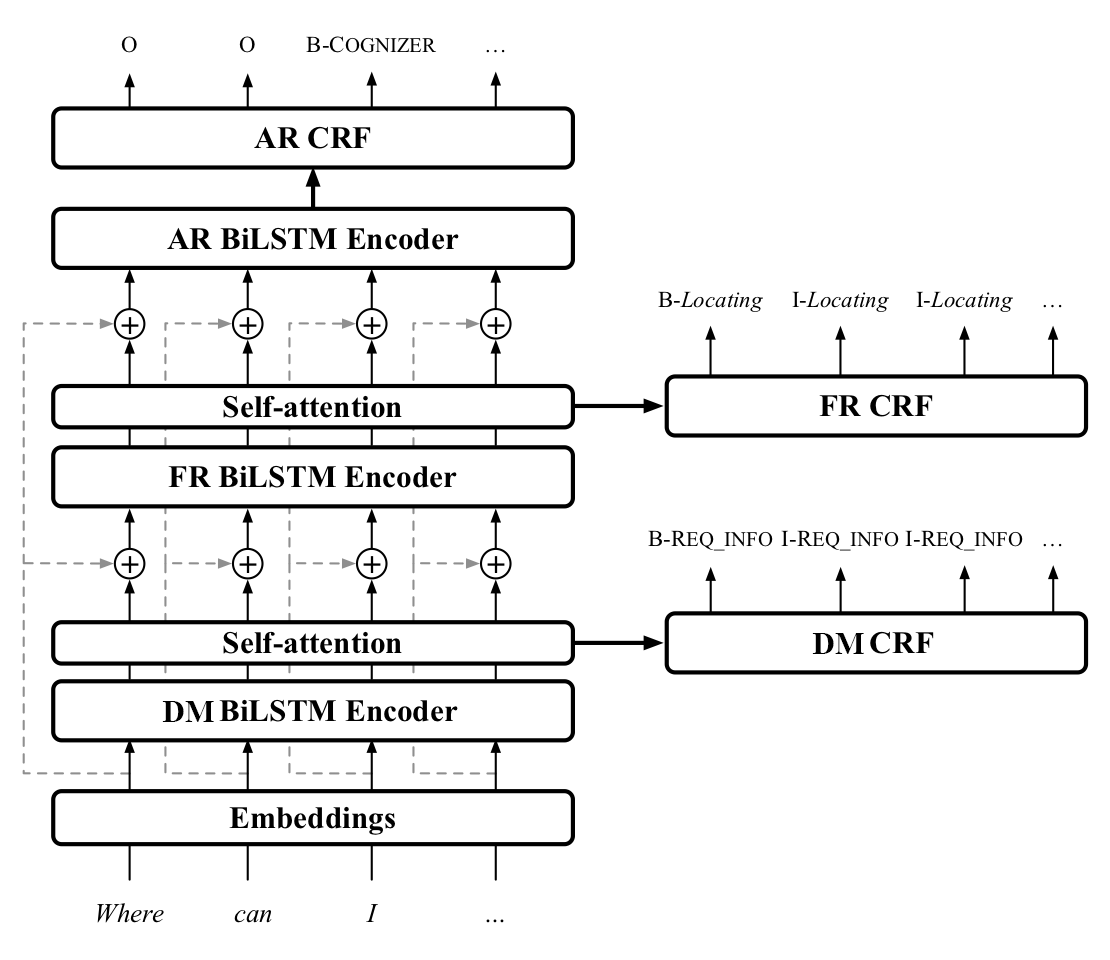 O O B-COGNIZER …
AR CRF
AR BiLSTM Encoder
+ + + +
Self-attention
FR BiLSTM Encoder
+ + + +
Self-attention
DM BiLSTM Encoder
Embeddings
Where can I ...
B-Locating I-Locating I-Locating …
FR CRF
B-REQ_INFO I-REQ_INFO I-REQ_INFO …
DM CRF